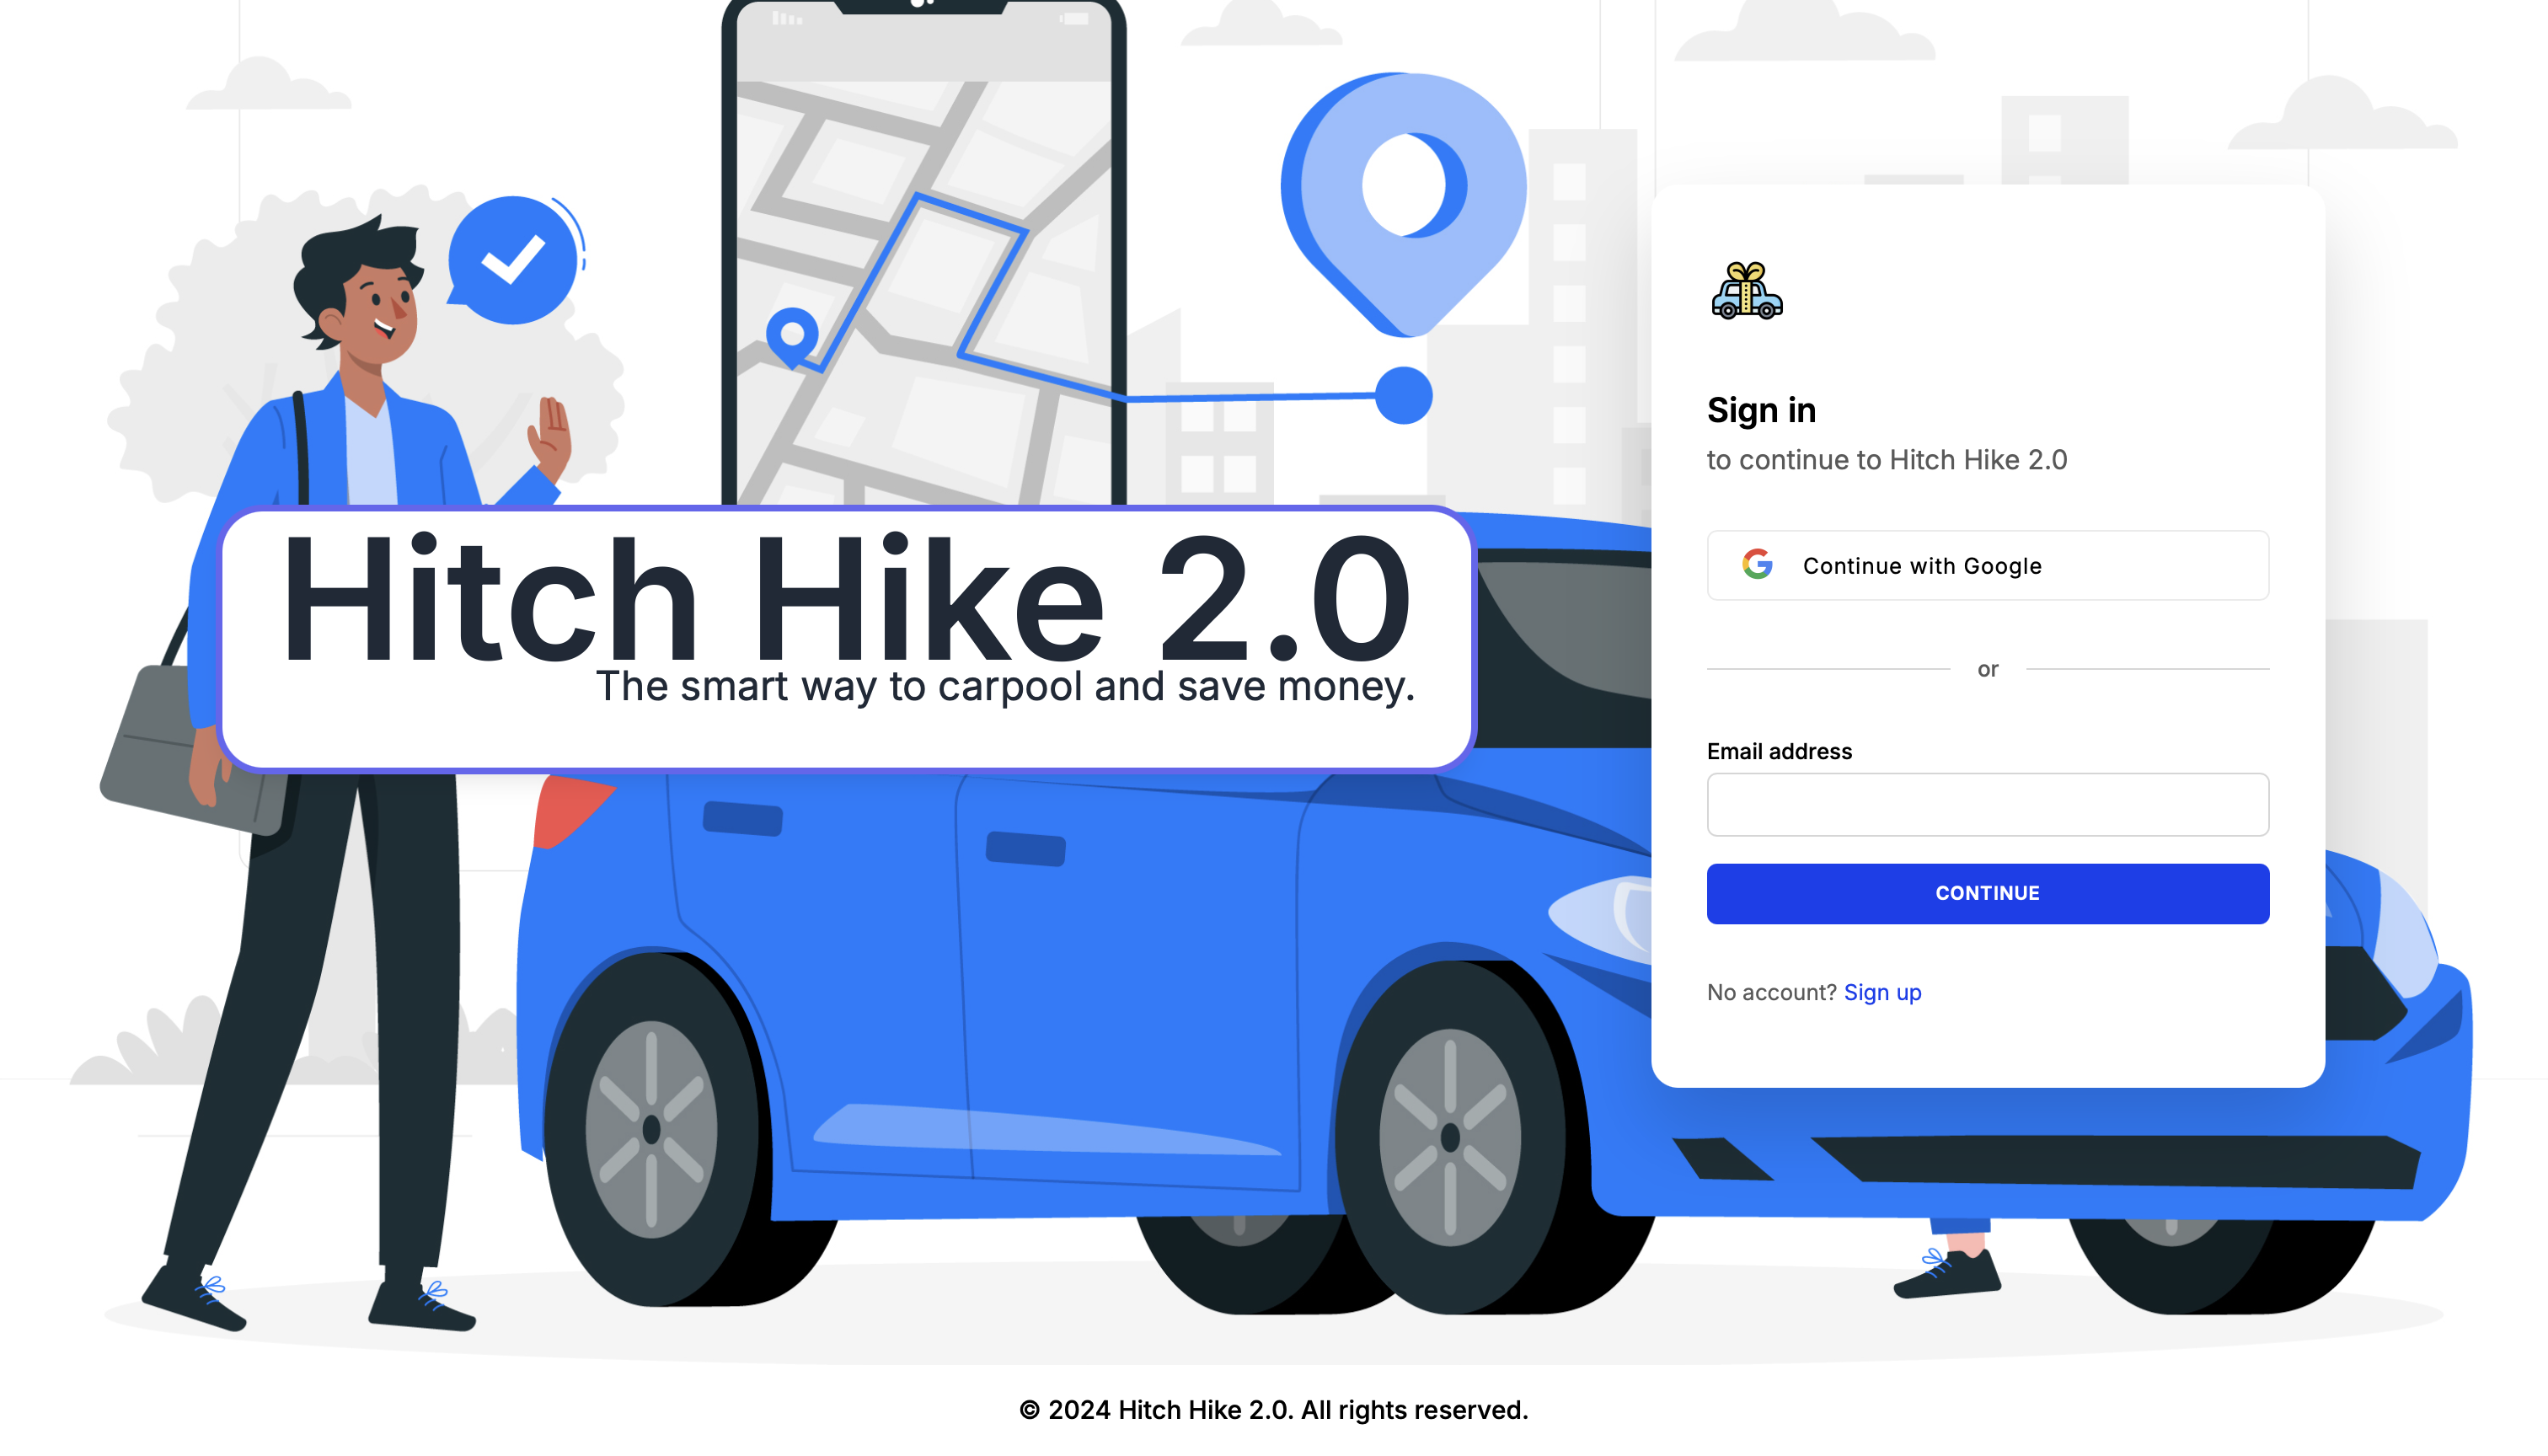 Hitch Hike 2.0
The smart way to carpool and save money.
Sign in
to continue to Hitch Hike 2.0
Continue with Google
or
Email address
CONTINUE
No account? Sign up
© 2024 Hitch Hike 2.0. All rights reserved.